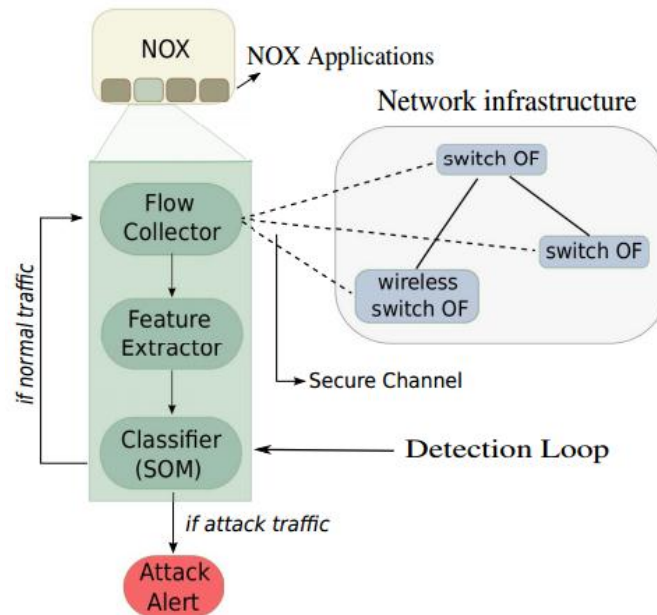 NOX
NOX Applications
Network infrastructure
switch OF
switch OF
wireless
switch OF
Flow
Collector
Feature
Extractor
Secure Channel
Classifier
(SOM)
Detection Loop
if normal traffic
if attack traffic
Attack
Alert